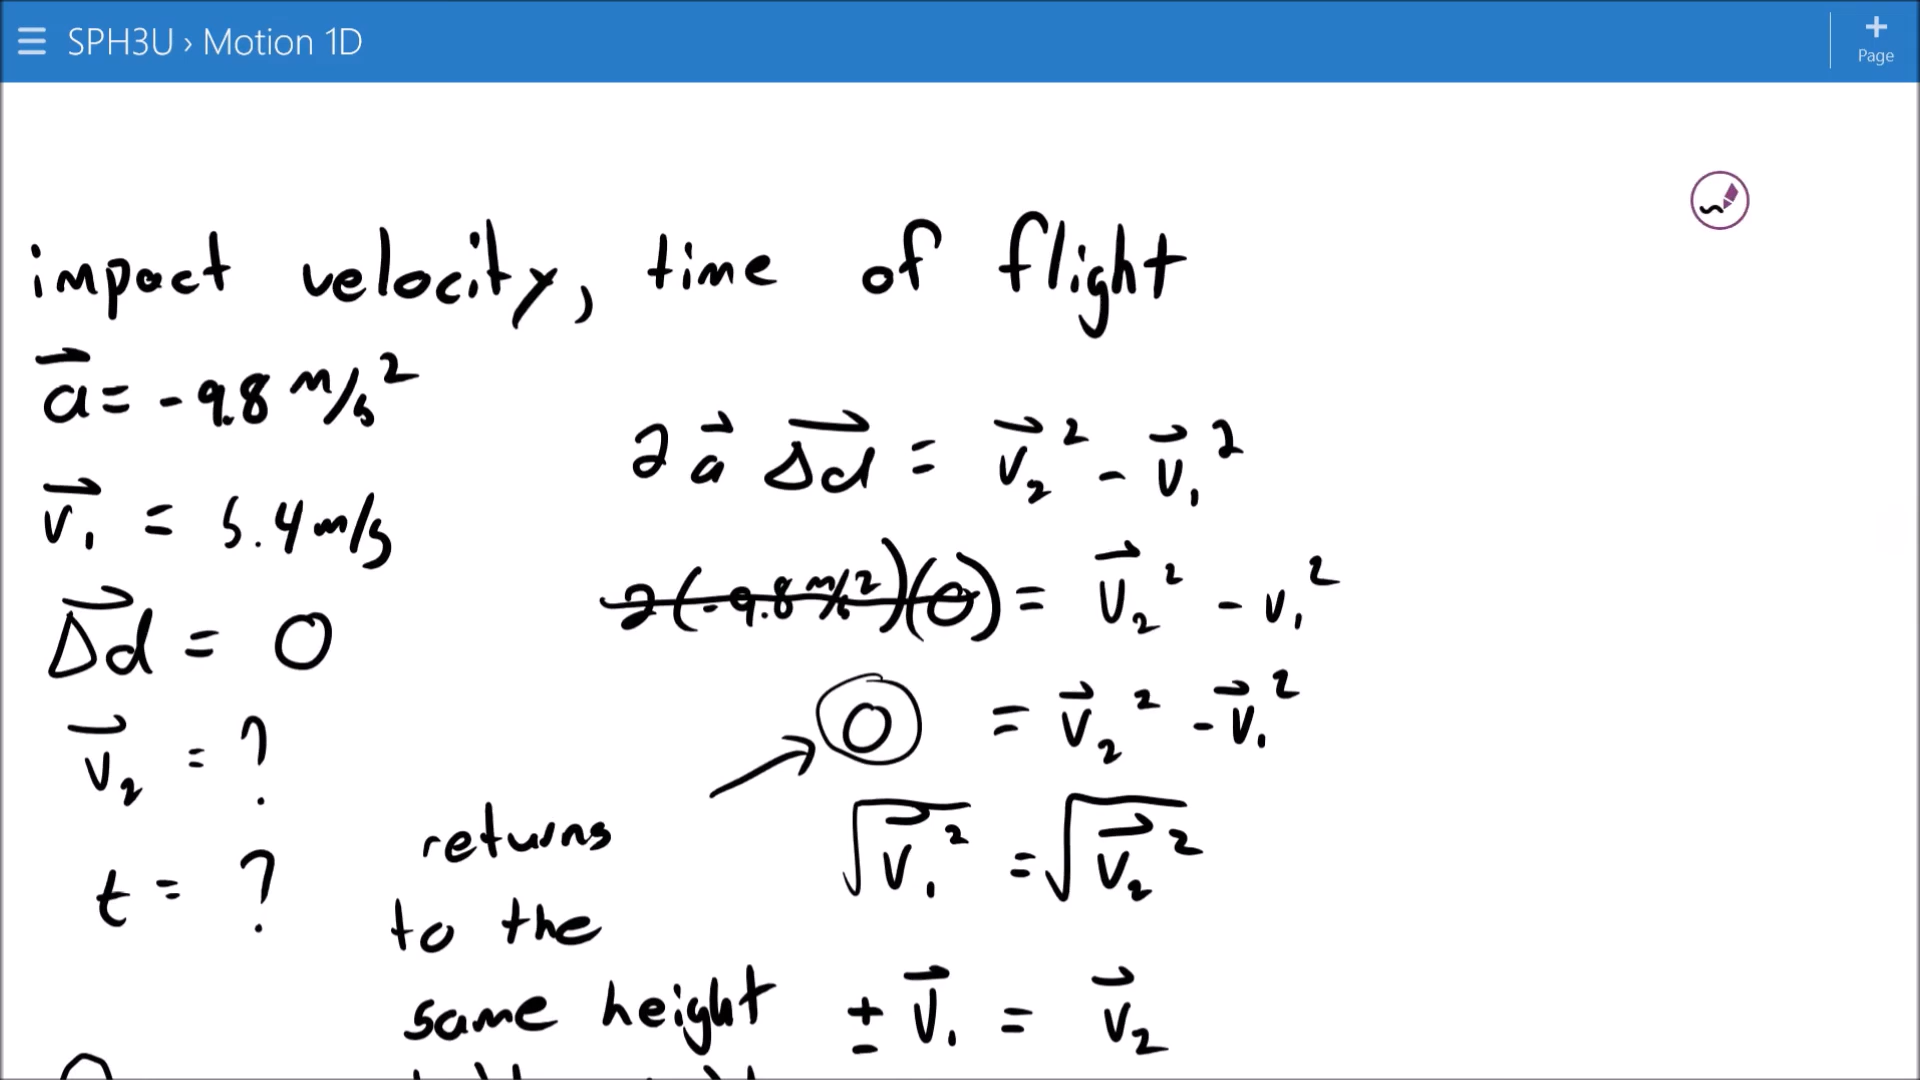 SPH3U › Motion 1D
Page
impact velocity, time of flight
a⃗ = -9.8 m/s²
v⃗₁ = 5.4 m/s
Δd⃗ = 0
v⃗₂ = ?
t = ?
2 a⃗ Δd⃗ = v⃗₂² - v⃗₁²
2(-9.8 m/s²)(0) = v⃗₂² - v₁²
0 = v⃗₂² - v⃗₁²
√v⃗₁² = √v⃗₂²
± v⃗₁ = v⃗₂
returns
to the
same height